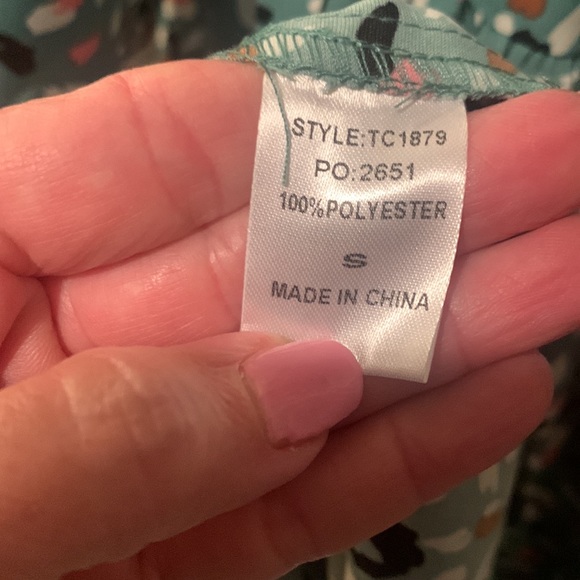 STYLE:TC1879
PO:2651
100%POLYESTER
S
MADE IN CHINA